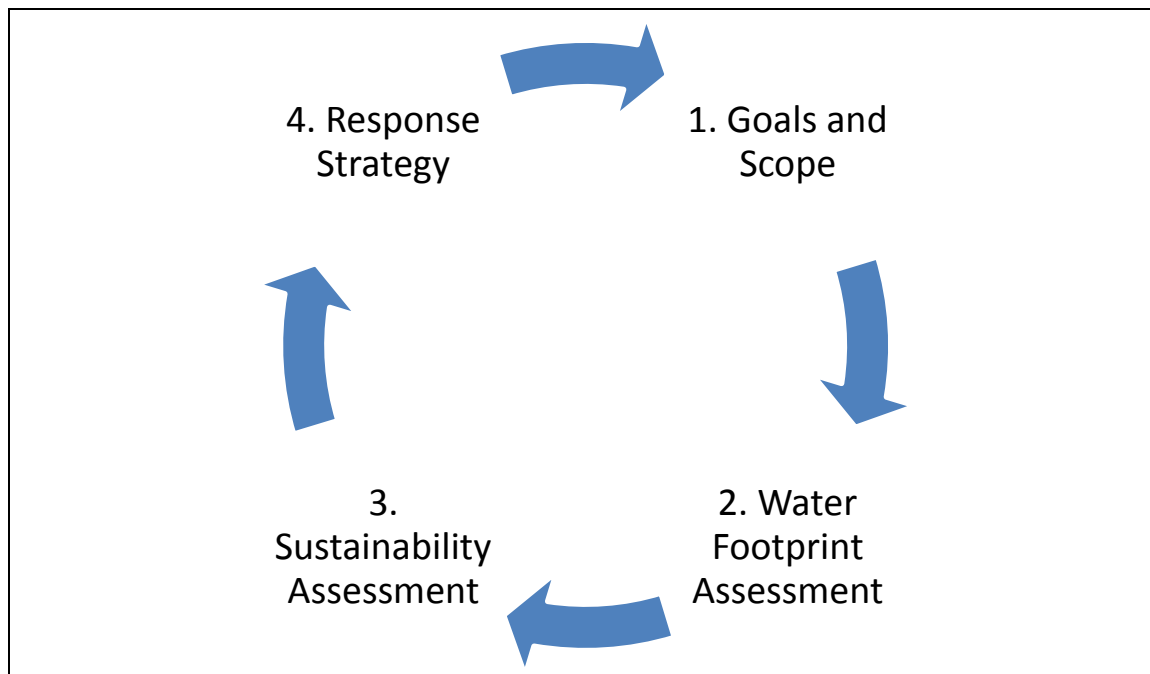 1. Goals and
Scope
2. Water
Footprint
Assessment
3.
Sustainability
Assessment
4. Response
Strategy